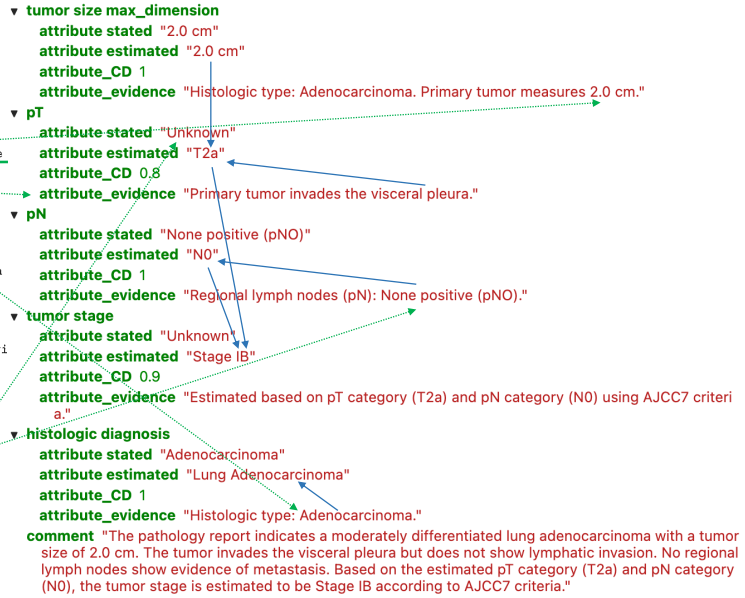 ▼ tumor size max_dimension
attribute stated "2.0 cm"
attribute estimated "2.0 cm"
attribute_CD 1
attribute_evidence "Histologic type: Adenocarcinoma. Primary tumor measures 2.0 cm."
▼ pT
attribute stated "Unknown"
attribute estimated "T2a"
attribute_CD 0.8
attribute_evidence "Primary tumor invades the visceral pleura."
▼ pN
attribute stated "None positive (pNO)"
attribute estimated "N0"
attribute_CD 1
attribute_evidence "Regional lymph nodes (pN): None positive (pNO)."
▼ tumor stage
attribute stated "Unknown"
attribute estimated "Stage IB"
attribute_CD 0.9
attribute_evidence "Estimated based on pT category (T2a) and pN category (N0) using AJCC7 criteri
a."
▼ histologic diagnosis
attribute stated "Adenocarcinoma"
attribute estimated "Lung Adenocarcinoma"
attribute_CD 1
attribute_evidence "Histologic type: Adenocarcinoma."
comment "The pathology report indicates a moderately differentiated lung adenocarcinoma with a tumor
size of 2.0 cm. The tumor invades the visceral pleura but does not show lymphatic invasion. No regional
lymph nodes show evidence of metastasis. Based on the estimated pT category (T2a) and pN category
(N0), the tumor stage is estimated to be Stage IB according to AJCC7 criteria."